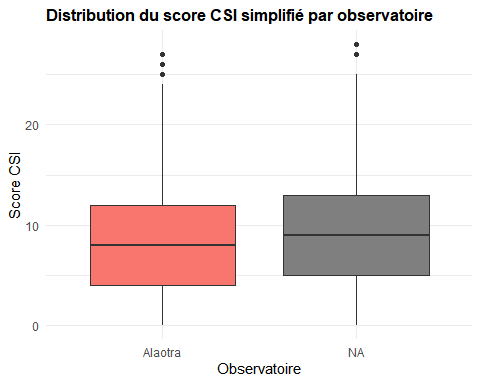 Distribution du score CSI simplifié par observatoire
Score CSI
20
10
0
Alaotra
NA
Observatoire